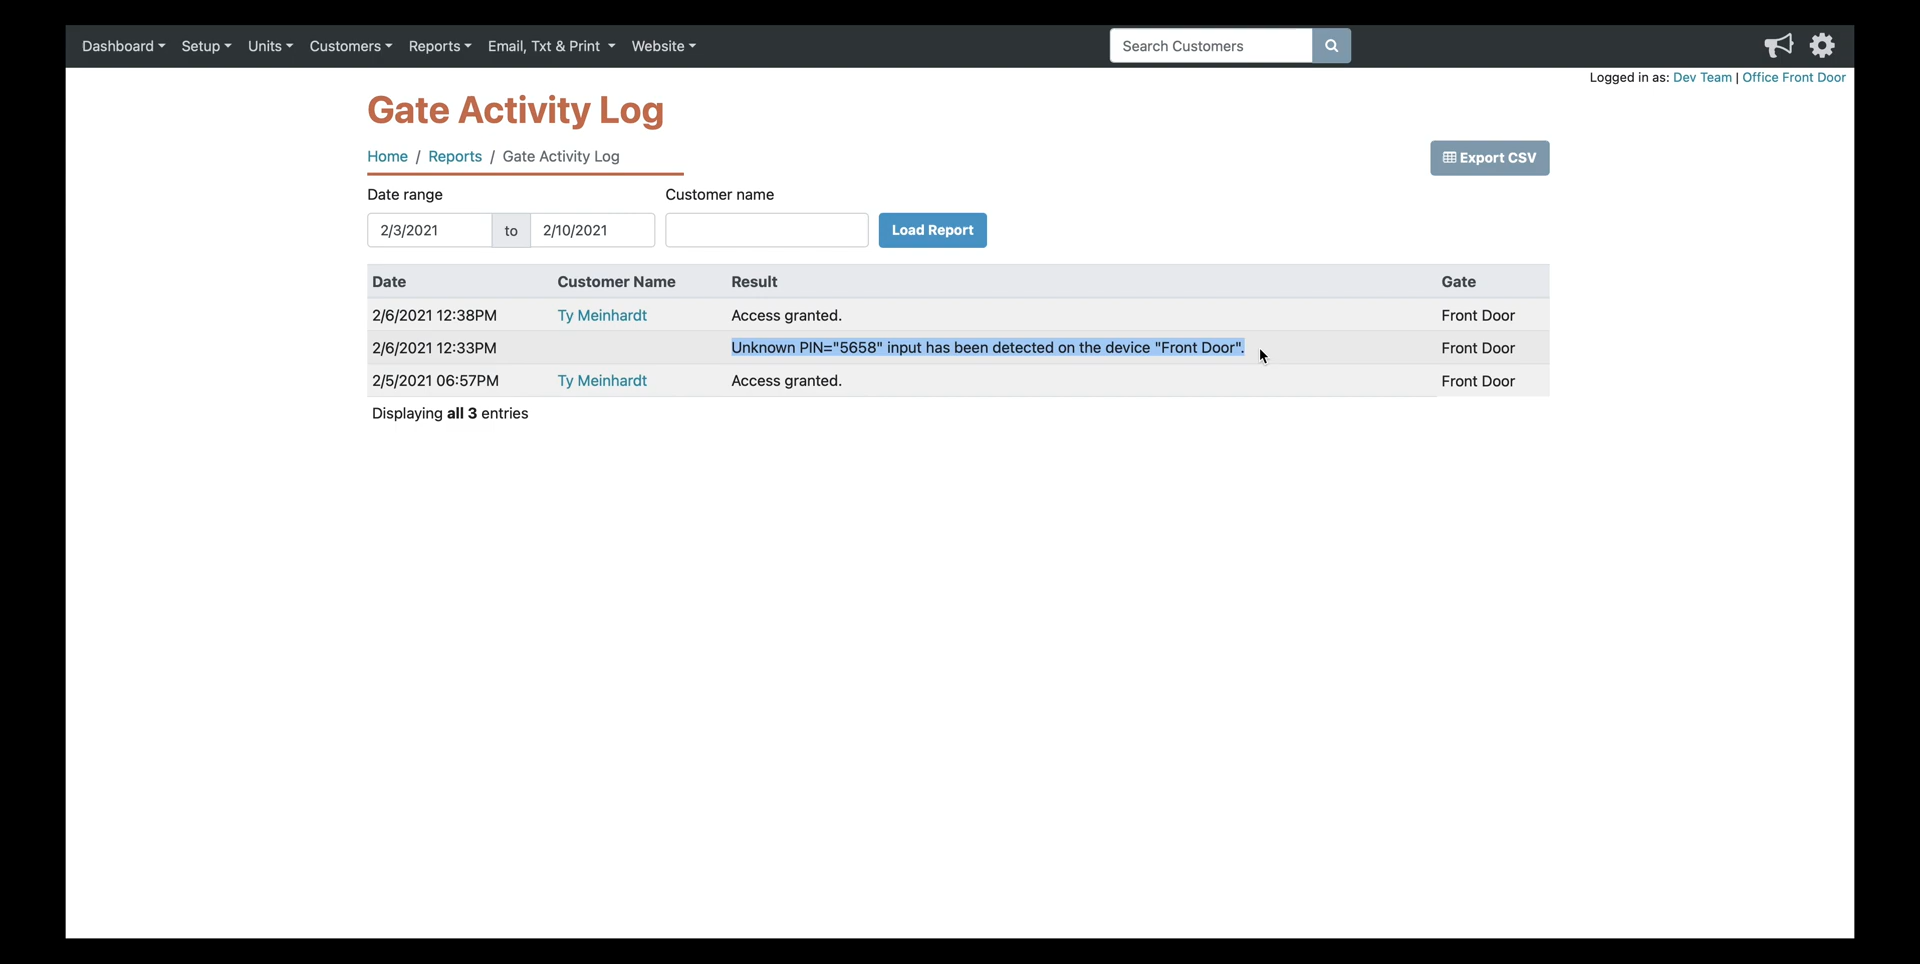 Dashboard Setup Units Customers Reports Email, Txt & Print Website Search Customers
Logged in as: Dev Team | Office Front Door
Gate Activity Log
Home / Reports / Gate Activity Log
Export CSV
Date range Customer name
2/3/2021 to 2/10/2021 Load Report
Date Customer Name Result Gate
2/6/2021 12:38PM Ty Meinhardt Access granted. Front Door
2/6/2021 12:33PM Unknown PIN="5658" input has been detected on the device "Front Door". Front Door
2/5/2021 06:57PM Ty Meinhardt Access granted. Front Door
Displaying all 3 entries